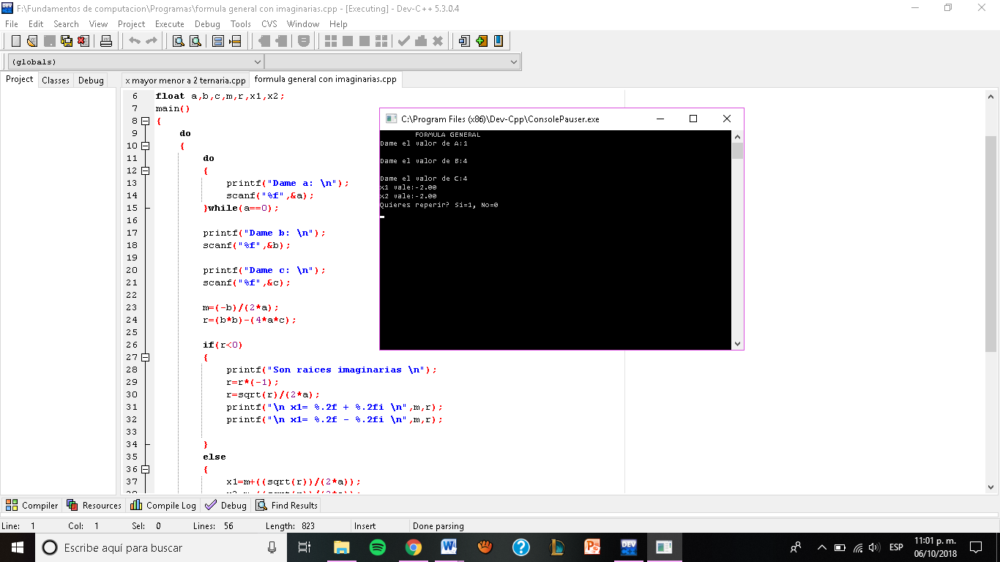 F:\Fundamentos de computacion\Programas\formula general con imaginarias.cpp - [Executing] - Dev-C++ 5.3.0.4
File Edit Search View Project Execute Debug Tools CVS Window Help
(globals)
Project Classes Debug
x mayor menor a 2 ternaria.cpp formula general con imaginarias.cpp
6 float a,b,c,m,r,x1,x2;
7 main()
8 {
9 do
10 {
11 do
12 {
13 printf("Dame a: \n");
14 scanf("%f",&a);
15 }while(a==0);
16
17 printf("Dame b: \n");
18 scanf("%f",&b);
19
20 printf("Dame c: \n");
21 scanf("%f",&c);
22
23 m=(-b)/(2*a);
24 r=(b*b)-(4*a*c);
25
26 if(r<0)
27 {
28 printf("Son raices imaginarias \n");
29 r=r*(-1);
30 r=sqrt(r)/(2*a);
31 printf("\n x1= %.2f + %.2fi \n",m,r);
32 printf("\n x1= %.2f - %.2fi \n",m,r);
33
34 }
35 else
36 {
37 x1=m+((sqrt(r))/(2*a));
C:\Program Files (x86)\Dev-Cpp\ConsolePauser.exe
FORMULA GENERAL
Dame el valor de A:1
Dame el valor de B:4
Dame el valor de C:4
x1 vale:-2.00
x2 vale:-2.00
Quieres reperir? Si=1, No=0
Compiler Resources Compile Log Debug Find Results
Line: 1 Col: 1 Sel: 0 Lines: 56 Length: 823 Insert Done parsing
Escribe aquí para buscar
ESP
11:01 p. m.
06/10/2018